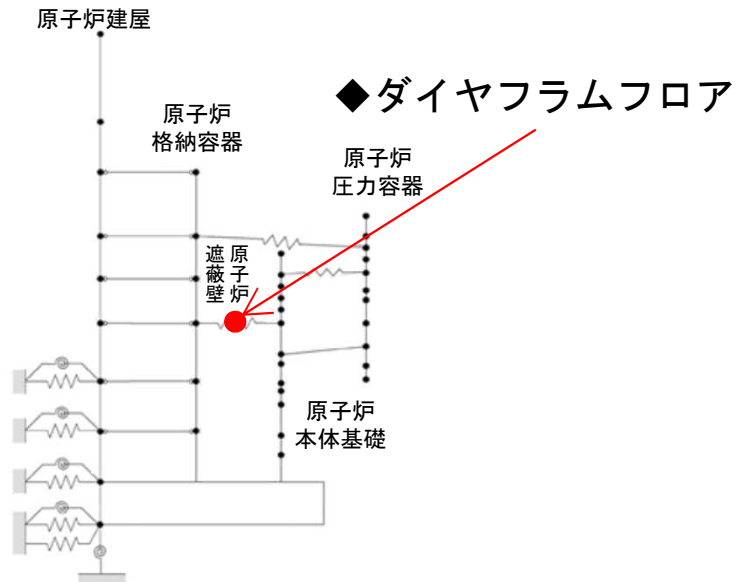 原子炉建屋
◆ダイヤフラムフロア
原子炉
格納容器
原子炉
圧力容器
原子炉
遮蔽壁
原子炉
本体基礎